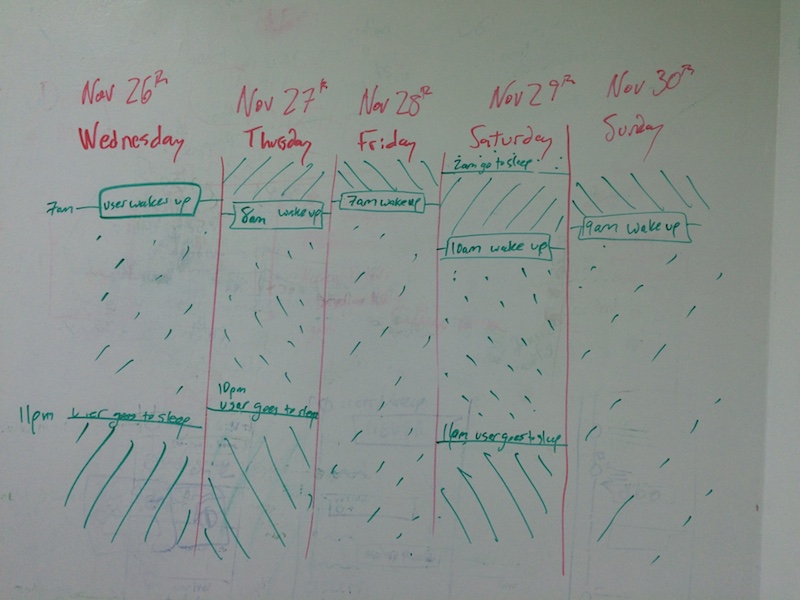 Nov 26th
Wednesday
Nov 27th
Thursday
Nov 28th
Friday
Nov 29th
Saturday
Nov 30th
Sunday
2am go to sleep
7am
user wakes up
8am wake up
7am wake up
10am wake up
9am wake up
11pm
user goes to sleep
10pm
user goes to sleep
11pm user goes to sleep